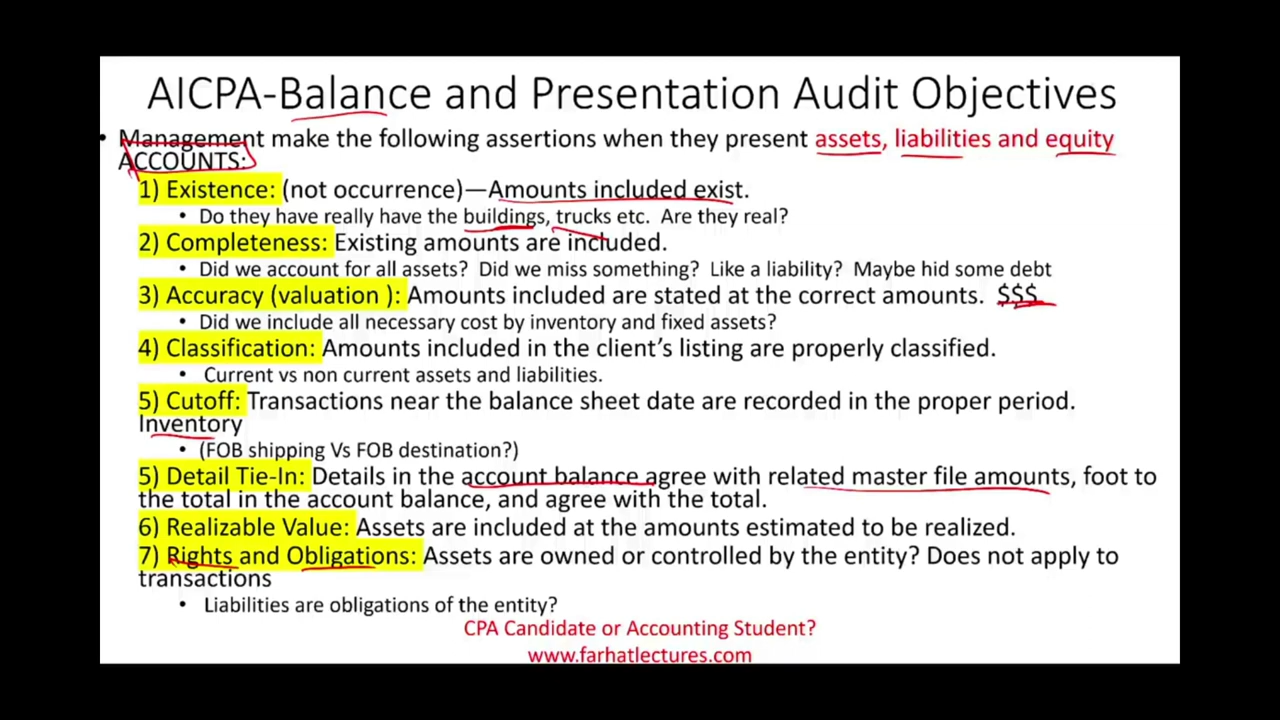 AICPA-Balance and Presentation Audit Objectives
• Management make the following assertions when they present assets, liabilities and equity
ACCOUNTS:
1) Existence: (not occurrence)—Amounts included exist.
• Do they have really have the buildings, trucks etc. Are they real?
2) Completeness: Existing amounts are included.
• Did we account for all assets? Did we miss something? Like a liability? Maybe hid some debt
3) Accuracy (valuation ): Amounts included are stated at the correct amounts. $$$
• Did we include all necessary cost by inventory and fixed assets?
4) Classification: Amounts included in the client's listing are properly classified.
• Current vs non current assets and liabilities.
5) Cutoff: Transactions near the balance sheet date are recorded in the proper period.
Inventory
• (FOB shipping Vs FOB destination?)
5) Detail Tie-In: Details in the account balance agree with related master file amounts, foot to
the total in the account balance, and agree with the total.
6) Realizable Value: Assets are included at the amounts estimated to be realized.
7) Rights and Obligations: Assets are owned or controlled by the entity? Does not apply to
transactions
• Liabilities are obligations of the entity?
CPA Candidate or Accounting Student?
www.farhatlectures.com